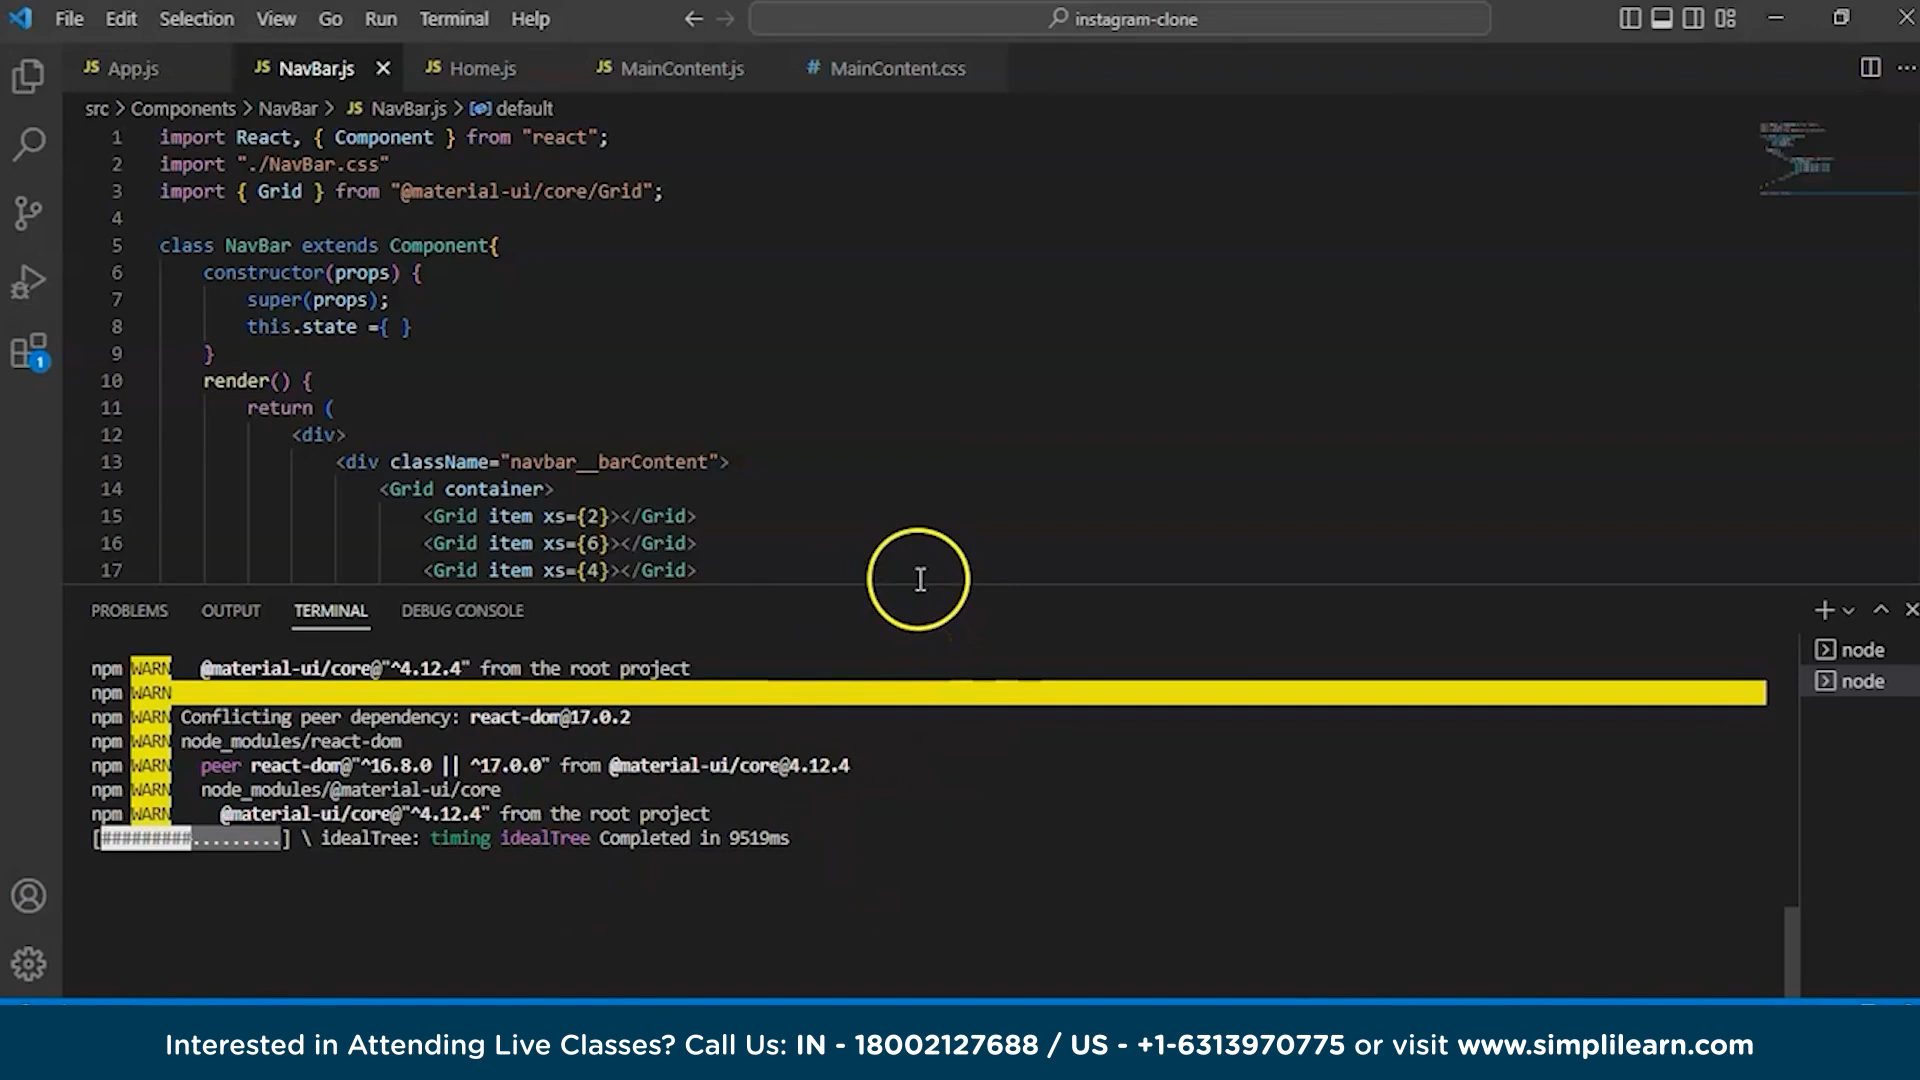 File Edit Selection View Go Run Terminal Help
instagram-clone
JS App.js
JS NavBar.js
JS Home.js
JS MainContent.js
# MainContent.css
src > Components > NavBar > JS NavBar.js > default
1 import React, { Component } from "react";
2 import "./NavBar.css"
3 import { Grid } from "@material-ui/core/Grid";
4
5 class NavBar extends Component{
6 constructor(props) {
7 super(props);
8 this.state ={ }
9 }
10 render() {
11 return (
12 <div>
13 <div className="navbar__barContent">
14 <Grid container>
15 <Grid item xs={2}></Grid>
16 <Grid item xs={6}></Grid>
17 <Grid item xs={4}></Grid>
1
PROBLEMS OUTPUT TERMINAL DEBUG CONSOLE
node
node
npm WARN @material-ui/core@"^4.12.4" from the root project
npm WARN
npm WARN Conflicting peer dependency: react-dom@17.0.2
npm WARN node_modules/react-dom
npm WARN peer react-dom@"^16.8.0 || ^17.0.0" from @material-ui/core@4.12.4
npm WARN node_modules/@material-ui/core
npm WARN @material-ui/core@"^4.12.4" from the root project
[#########.........] \ idealTree: timing idealTree Completed in 9519ms
Interested in Attending Live Classes? Call Us: IN - 18002127688 / US - +1-6313970775 or visit www.simplilearn.com